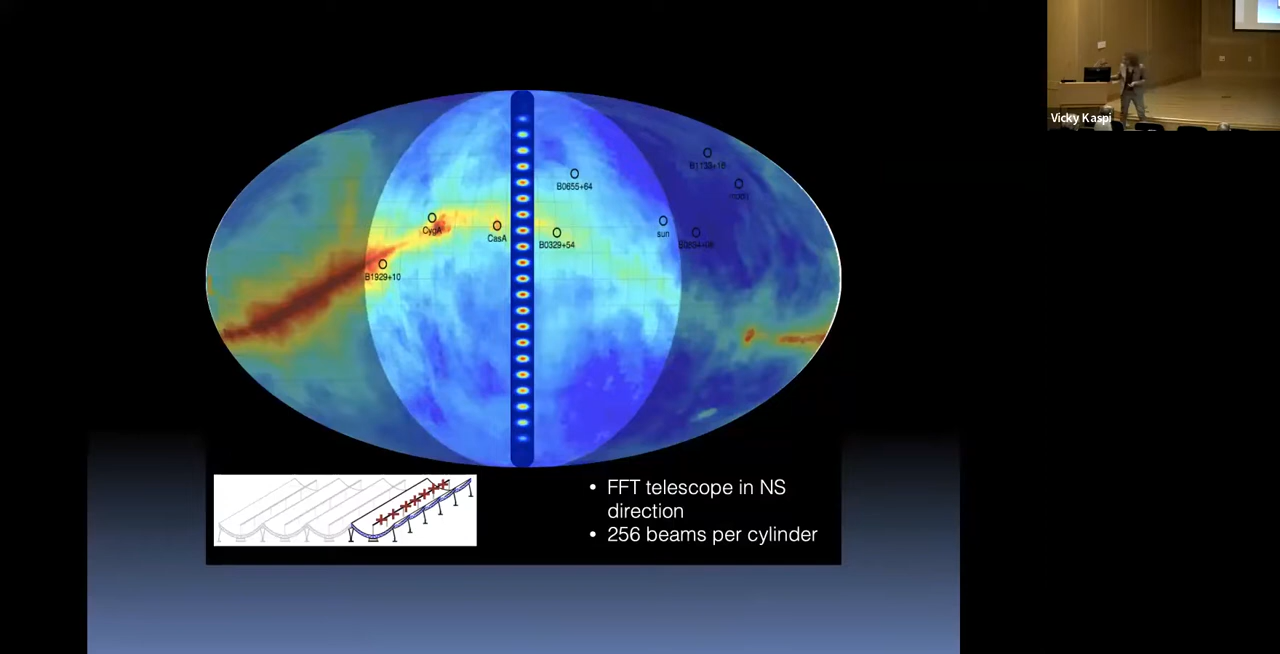 Vicky Kaspi
B0655+64
CygA
CasA
B0329+54
sun
B1929+10
• FFT telescope in NS
direction
• 256 beams per cylinder